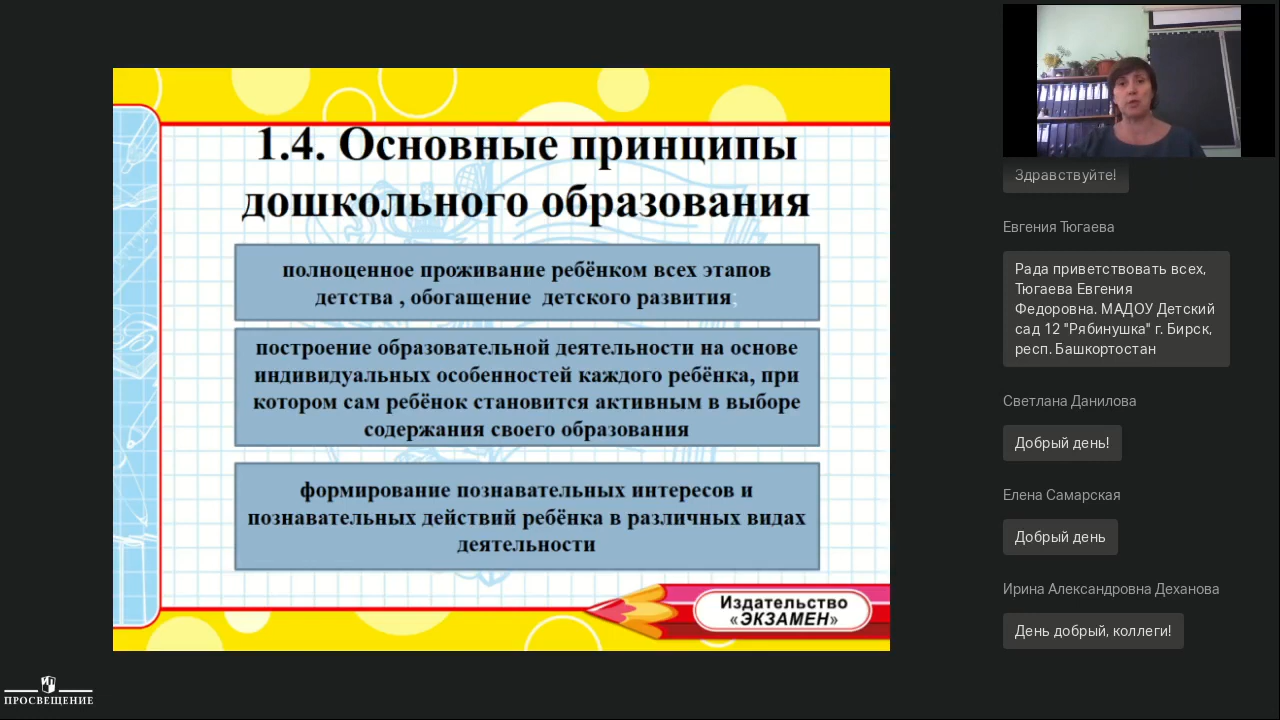 1.4. Основные принципы
дошкольного образования
полноценное проживание ребёнком всех этапов
детства , обогащение детского развития;
построение образовательной деятельности на основе
индивидуальных особенностей каждого ребёнка, при
котором сам ребёнок становится активным в выборе
содержания своего образования
формирование познавательных интересов и
познавательных действий ребёнка в различных видах
деятельности
Издательство
«ЭКЗАМЕН»
ПРОСВЕЩЕНИЕ
Здравствуйте!
Евгения Тюгаева
Рада приветствовать всех,
Тюгаева Евгения
Федоровна. МАДОУ Детский
сад 12 "Рябинушка" г. Бирск,
респ. Башкортостан
Светлана Данилова
Добрый день!
Елена Самарская
Добрый день
Ирина Александровна Деханова
День добрый, коллеги!